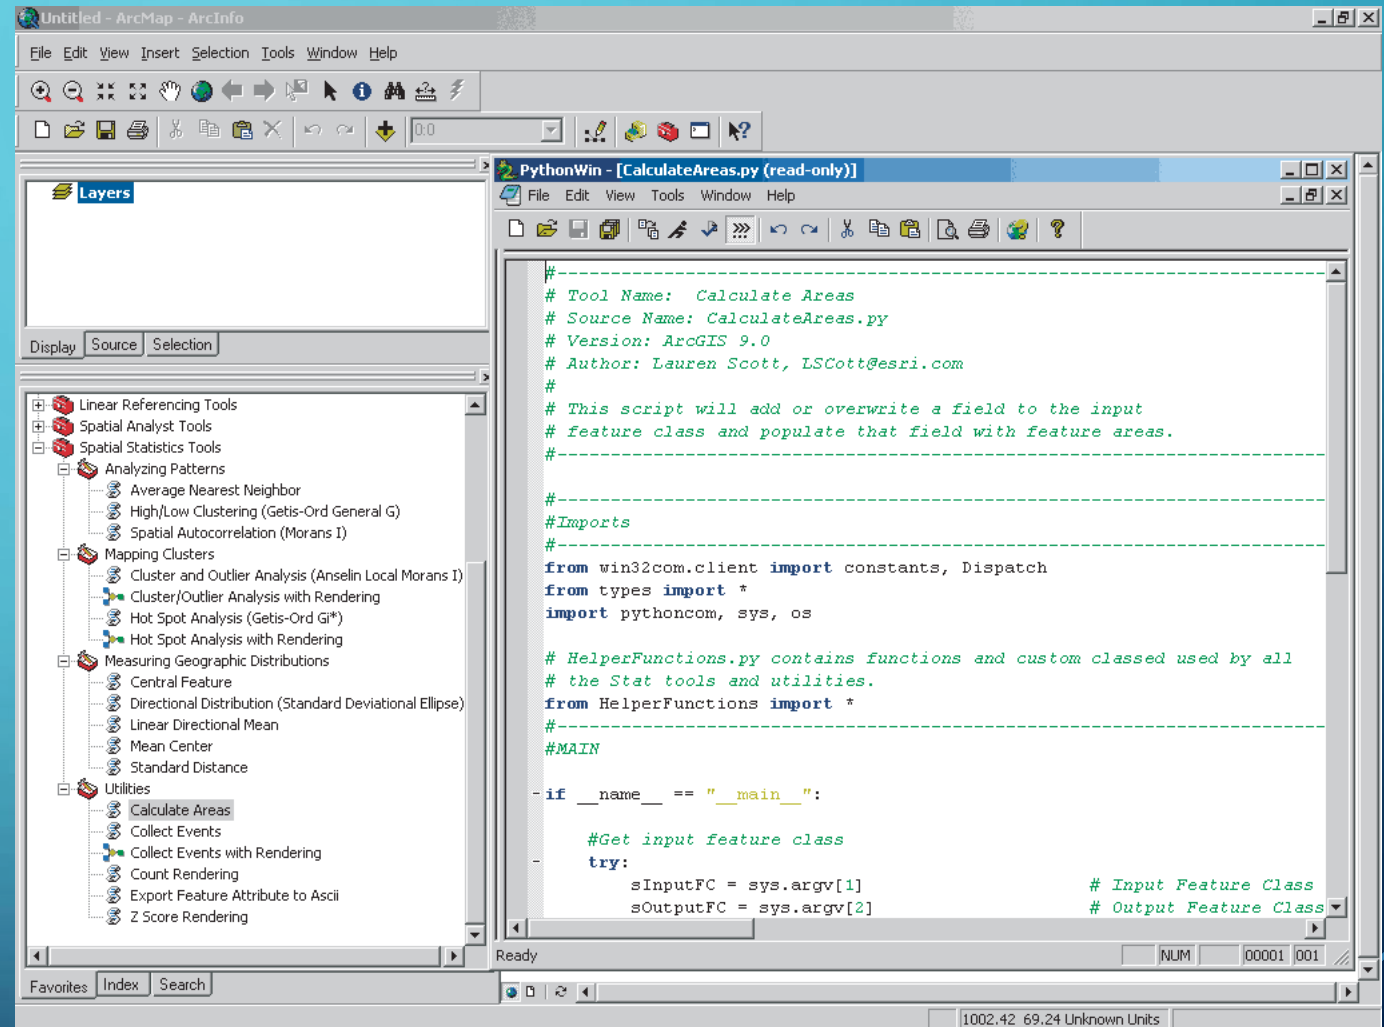 Untitled - ArcMap - ArcInfo
File Edit View Insert Selection Tools Window Help
0:0
Layers
Display Source Selection
Linear Referencing Tools
Spatial Analyst Tools
Spatial Statistics Tools
Analyzing Patterns
Average Nearest Neighbor
High/Low Clustering (Getis-Ord General G)
Spatial Autocorrelation (Morans I)
Mapping Clusters
Cluster and Outlier Analysis (Anselin Local Morans I)
Cluster/Outlier Analysis with Rendering
Hot Spot Analysis (Getis-Ord Gi*)
Hot Spot Analysis with Rendering
Measuring Geographic Distributions
Central Feature
Directional Distribution (Standard Deviational Ellipse)
Linear Directional Mean
Mean Center
Standard Distance
Utilities
Calculate Areas
Collect Events
Collect Events with Rendering
Count Rendering
Export Feature Attribute to Ascii
Z Score Rendering
Favorites Index Search
PythonWin - [CalculateAreas.py (read-only)]
File Edit View Tools Window Help
#------------------------------------------------------------------------
# Tool Name:  Calculate Areas
# Source Name: CalculateAreas.py
# Version: ArcGIS 9.0
# Author: Lauren Scott, LSCott@esri.com
#
# This script will add or overwrite a field to the input
# feature class and populate that field with feature areas.
#------------------------------------------------------------------------
#------------------------------------------------------------------------
#Imports
#------------------------------------------------------------------------
from win32com.client import constants, Dispatch
from types import *
import pythoncom, sys, os
# HelperFunctions.py contains functions and custom classed used by all
# the Stat tools and utilities.
from HelperFunctions import *
#------------------------------------------------------------------------
#MAIN
if __name__ == "__main__":
#Get input feature class
try:
sInputFC = sys.argv[1] # Input Feature Class
sOutputFC = sys.argv[2] # Output Feature Class
Ready NUM 00001 001
1002.42 69.24 Unknown Units